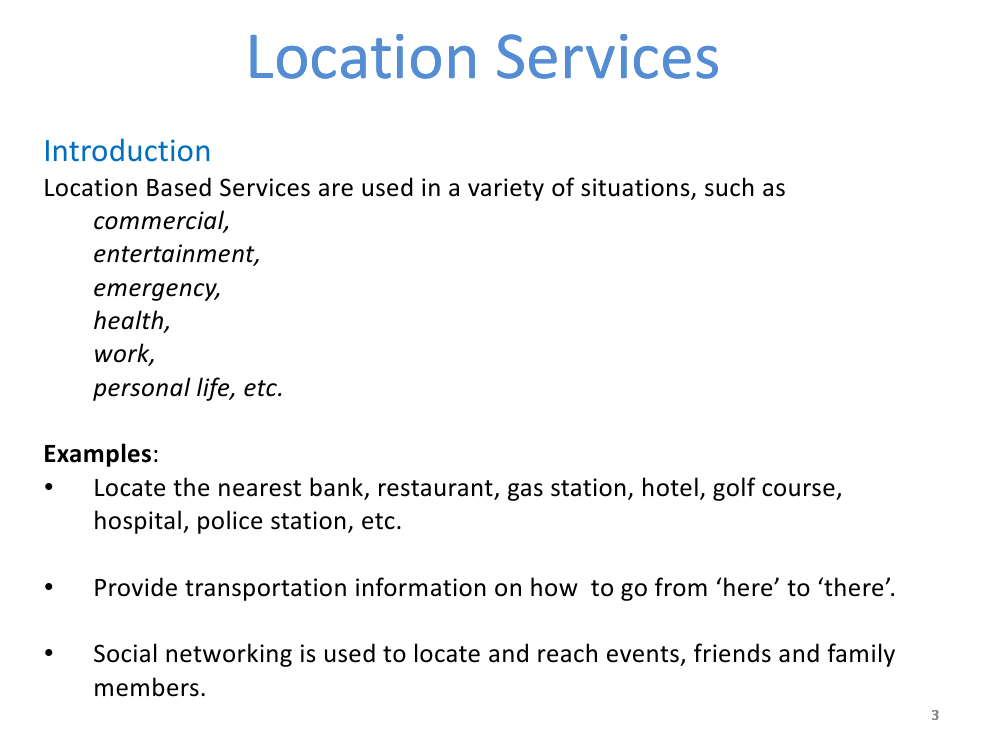 Location Services
Introduction
Location Based Services are used in a variety of situations, such as
commercial,
entertainment,
emergency,
health,
work,
personal life, etc.
Examples:
• Locate the nearest bank, restaurant, gas station, hotel, golf course,
hospital, police station, etc.
• Provide transportation information on how  to go from ‘here’ to ‘there’.
• Social networking is used to locate and reach events, friends and family
members.
3